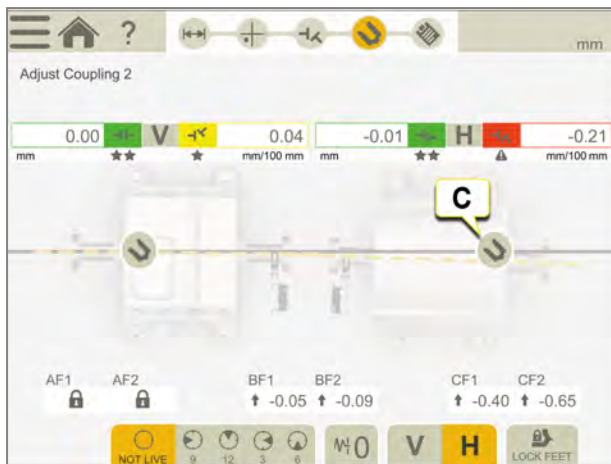 ?
mm
Adjust Coupling 2
0.00 V 0.04 -0.01 H -0.21
mm mm/100 mm mm mm/100 mm
C
AF1 AF2 BF1 BF2 CF1 CF2
-0.05 -0.09 -0.40 -0.65
0 V H
NOT LIVE 9 12 3 6 LOCK FEET